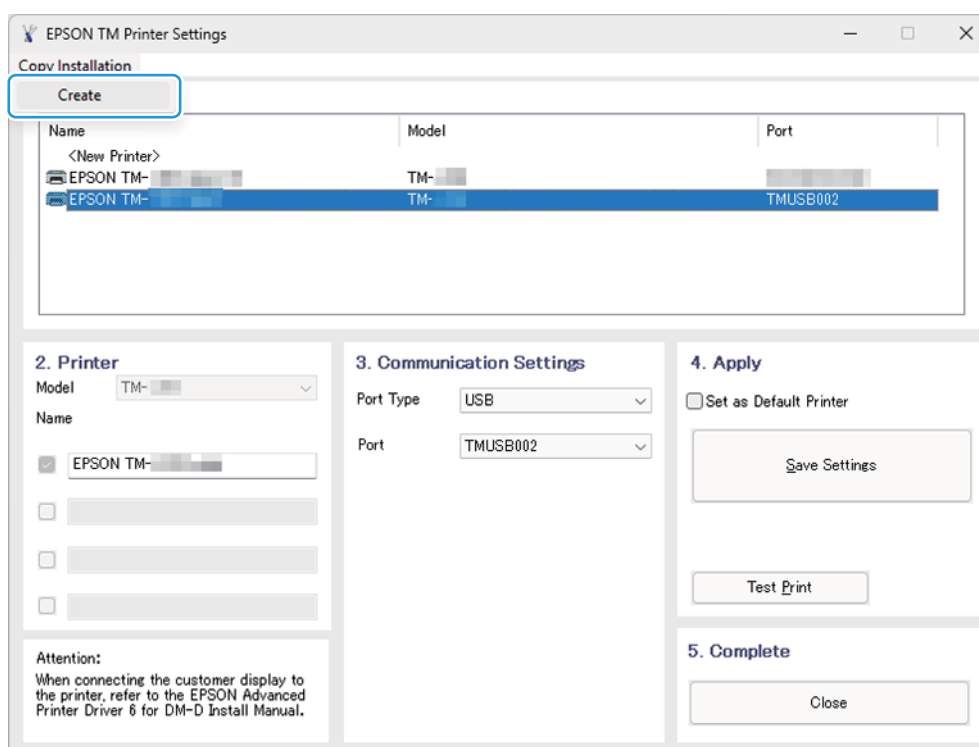 EPSON TM Printer Settings
Copy Installation
Create
Name Model Port
<New Printer>
EPSON TM- TM-
EPSON TM- TM- TMUSB002
2. Printer
Model TM-
Name
EPSON TM-
3. Communication Settings
Port Type USB
Port TMUSB002
4. Apply
Set as Default Printer
Save Settings
Test Print
Attention:
When connecting the customer display to
the printer, refer to the EPSON Advanced
Printer Driver 6 for DM-D Install Manual.
5. Complete
Close